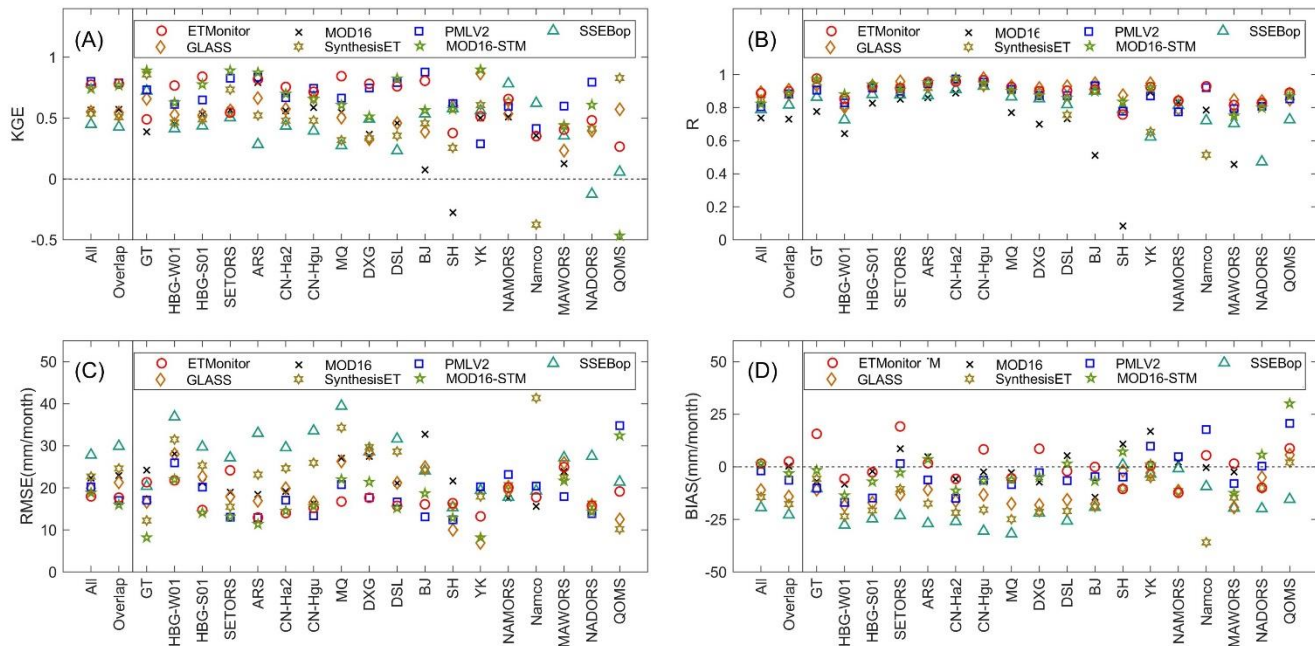 (A)
ETMonitor
MOD16
PMLV2
SSEBop
GLASS
SynthesisET
MOD16-STM
KGE
1
0.5
0
-0.5
All
Overlap
GT
HBG-W01
HBG-S01
SETORS
ARS
CN-Ha2
CN-Hgu
MQ
DXG
DSL
BJ
SH
YK
NAMORS
Namco
MAWORS
NADORS
QOMS
(B)
ETMonitor
MOD16
PMLV2
SSEBop
GLASS
SynthesisET
MOD16-STM
R
1
0.8
0.6
0.4
0.2
0
All
Overlap
GT
HBG-W01
HBG-S01
SETORS
ARS
CN-Ha2
CN-Hgu
MQ
DXG
DSL
BJ
SH
YK
NAMORS
Namco
MAWORS
NADORS
QOMS
(C)
ETMonitor
MOD16
PMLV2
SSEBop
GLASS
SynthesisET
MOD16-STM
RMSE(mm/month)
50
40
30
20
10
0
All
Overlap
GT
HBG-W01
HBG-S01
SETORS
ARS
CN-Ha2
CN-Hgu
MQ
DXG
DSL
BJ
SH
YK
NAMORS
Namco
MAWORS
NADORS
QOMS
(D)
ETMonitor
MOD16
PMLV2
SSEBop
GLASS
SynthesisET
MOD16-STM
BIAS(mm/month)
50
25
0
-25
-50
All
Overlap
GT
HBG-W01
HBG-S01
SETORS
ARS
CN-Ha2
CN-Hgu
MQ
DXG
DSL
BJ
SH
YK
NAMORS
Namco
MAWORS
NADORS
QOMS